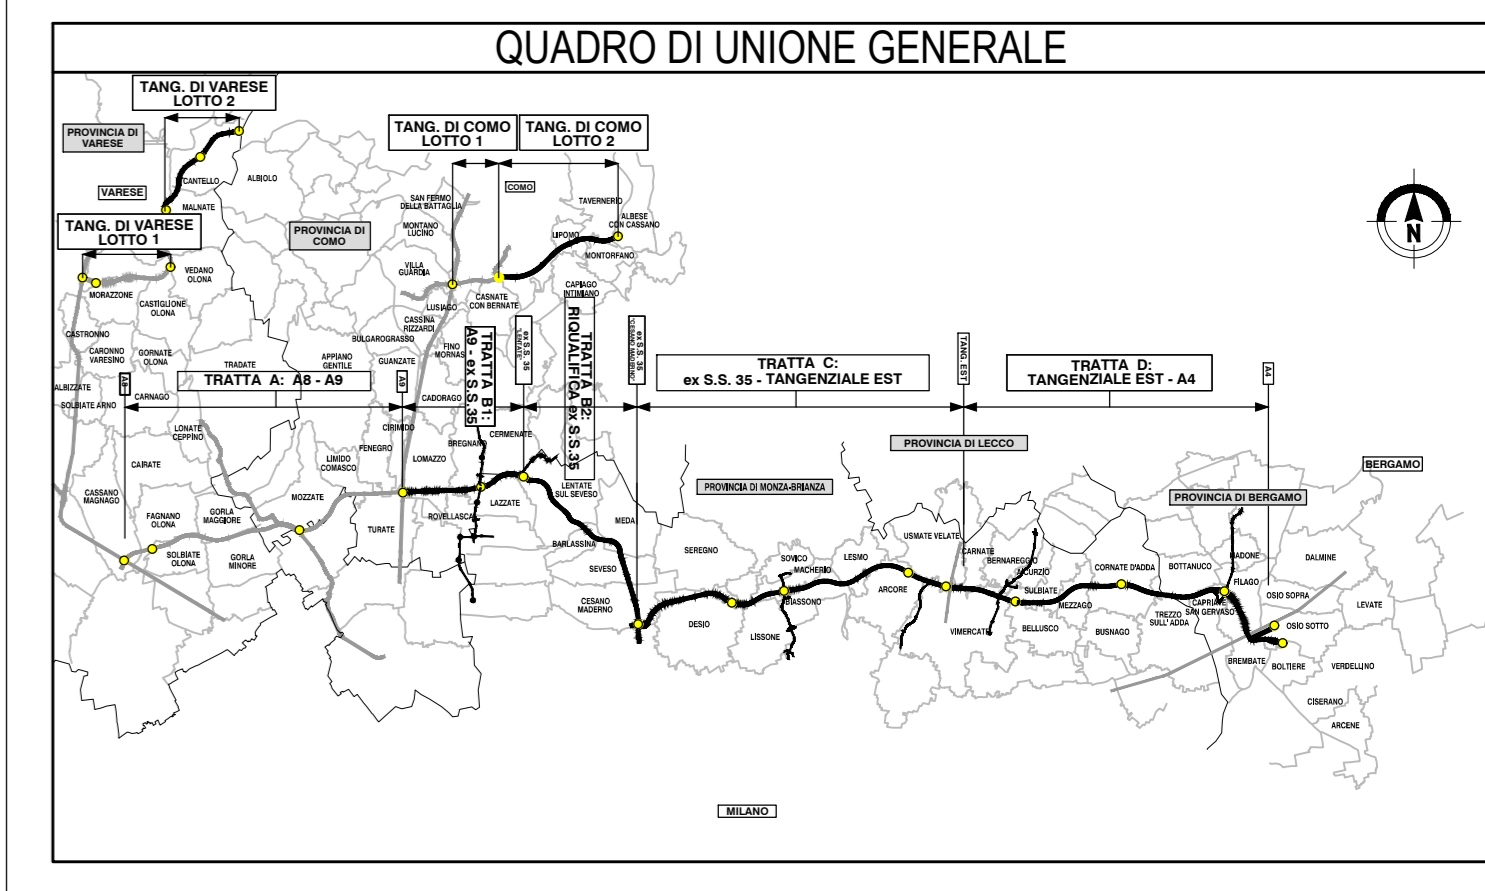 QUADRO DI UNIONE GENERALE
TANG. DI VARESE
LOTTO 2
PROVINCIA DI
VARESE
TANG. DI COMO
LOTTO 1
TANG. DI COMO
LOTTO 2
CANTELLO
ALBIOLO
VARESE
COMO
MALNATE
SAN FERMO
DELLA BATTAGLIA
TAVERNERIO
ALBESE
CON CASSANO
TANG. DI VARESE
LOTTO 1
PROVINCIA DI
COMO
MONTANO
LUCINO
LIPOMO
MONTORFANO
N
VEDANO
OLONA
VILLA
GUARDIA
MORAZZONE
CAPIAGO
INTIMIANO
CASTIGLIONE
OLONA
LUSIAGO
CASNATE
CON BERNATE
CASSINA
RIZZARDI
CASTRONNO
BULGAROGRASSO
FINO
MORNAS
CARONNO
VARESINO
GORNATE
OLONA
TRADATE
APPIANO
GENTILE
GUANZATE
TRATTA B1:
A9 - ex S.S.35
ex S.S. 35
"LENTATE"
TRATTA B2:
RIQUALIFICA ex S.S.35
ex S.S. 35
"CESANO MADERNO"
TRATTA C:
ex S.S. 35 - TANGENZIALE EST
TANG. EST
TRATTA D:
TANGENZIALE EST - A4
A4
ALBIZZATE
A8
TRATTA A: A8 - A9
A9
SOLBIATE ARNO
CARNAGO
CADORAGO
LONATE
CEPPINO
CIRIMIDO
CERMENATE
BREGNANO
FENEGRO
LOMAZZO
PROVINCIA DI LECCO
CAIRATE
LIMIDO
COMASCO
BERGAMO
CASSANO
MAGNAGO
MOZZATE
LENTATE
SUL SEVESO
PROVINCIA DI MONZA-BRIANZA
PROVINCIA DI BERGAMO
LAZZATE
FAGNANO
OLONA
GORLA
MAGGIORE
ROVELLASCA
TURATE
MEDA
USMATE VELATE
SOLBIATE
OLONA
GORLA
MINORE
BARLASSINA
SEREGNO
SOVICO
MACHERIO
LESMO
CARNATE
BERNAREGGIO
MADONE
DALMINE
SEVESO
AICURZIO
CORNATE D'ADDA
BOTTANUCO
FILAGO
ARCORE
SULBIATE
OSIO SOPRA
CESANO
MADERNO
BIASSONO
MEZZAGO
CAPRIATE
SAN GERVASO
LEVATE
DESIO
LISSONE
VIMERCATE
BELLUSCO
BUSNAGO
TREZZO
SULL' ADDA
OSIO SOTTO
BREMBATE
BOLTIERE
VERDELLINO
CISERANO
ARCENE
MILANO